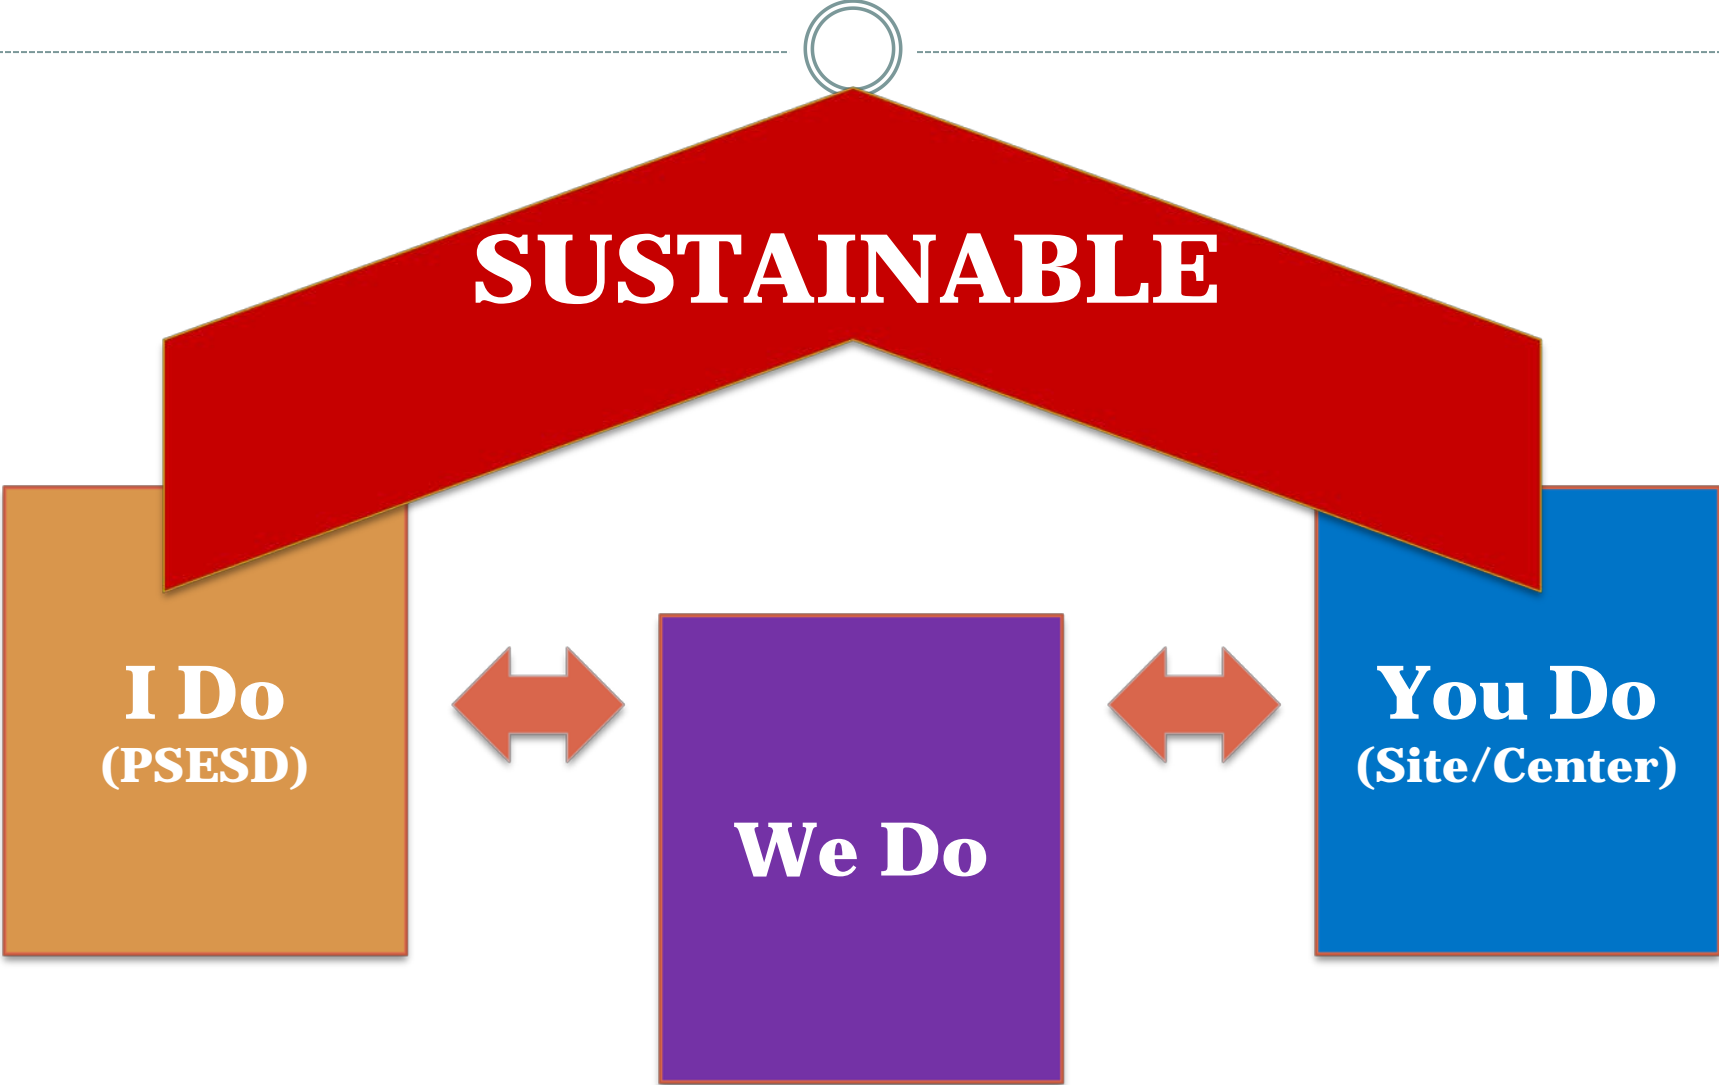 SUSTAINABLE
I Do
(PSESD)
We Do
You Do
(Site/Center)